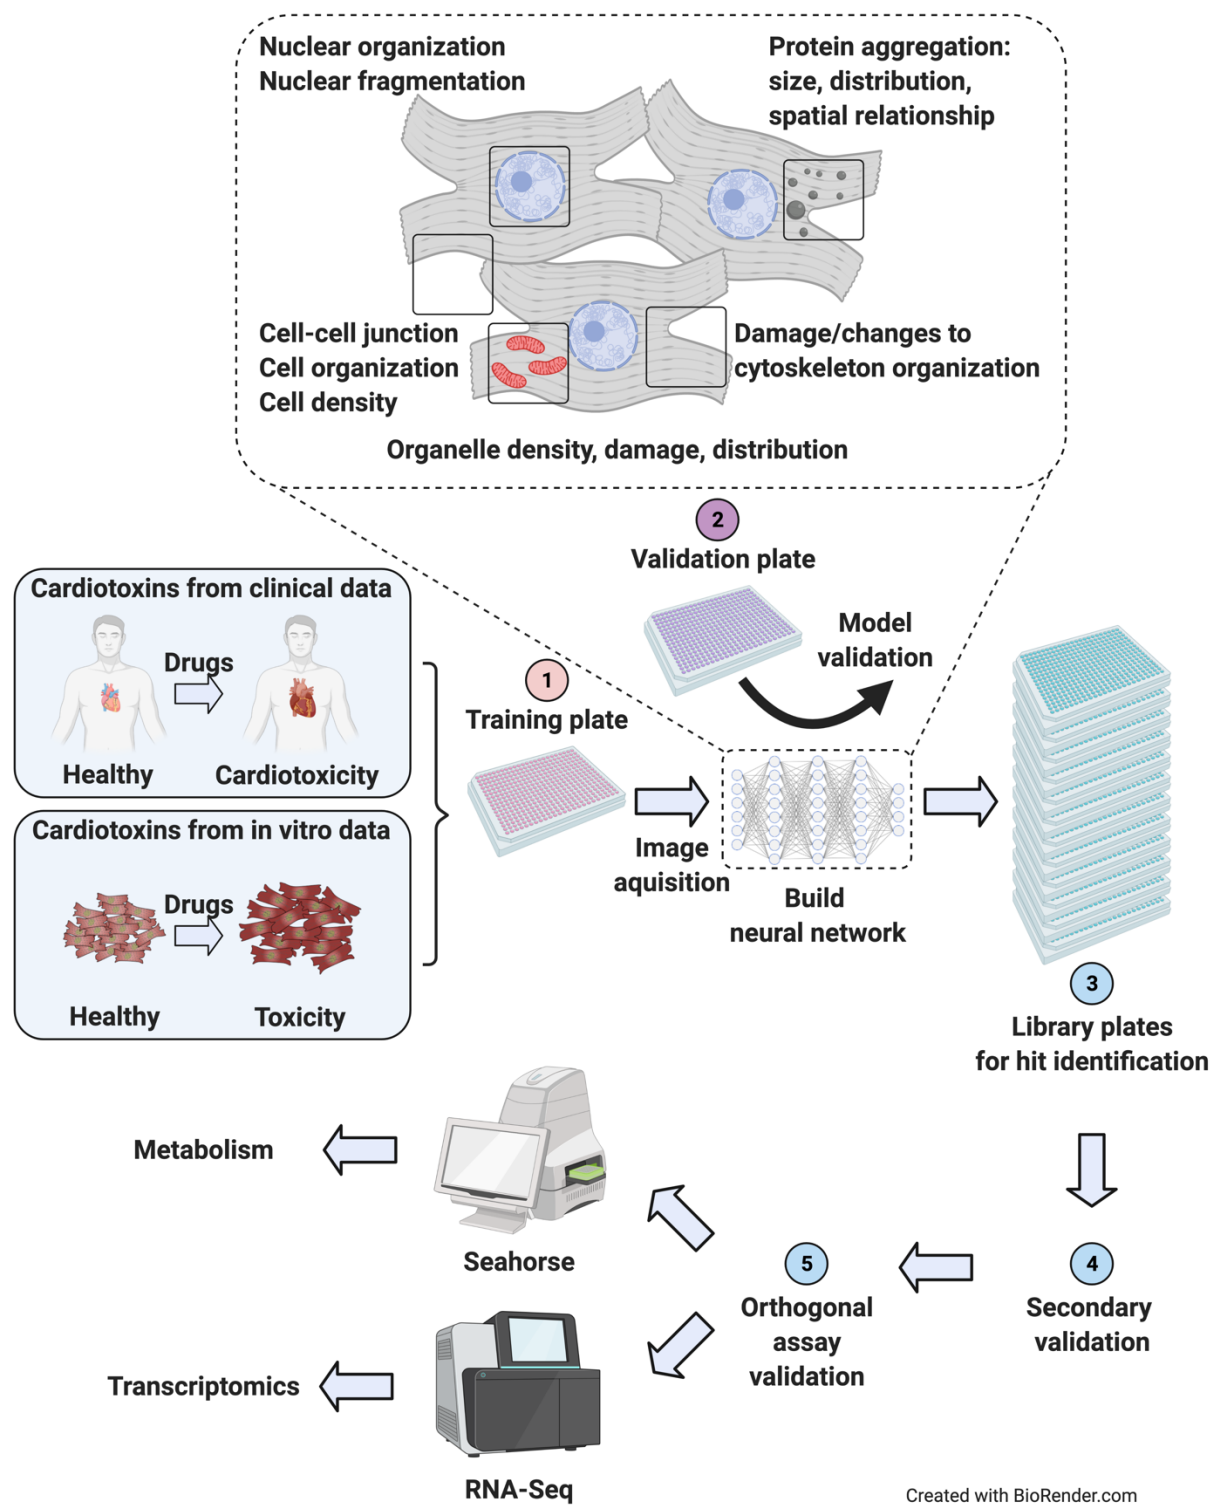 Nuclear organization
Nuclear fragmentation
Protein aggregation:
size, distribution,
spatial relationship
Cell-cell junction
Cell organization
Cell density
Damage/changes to
cytoskeleton organization
Organelle density, damage, distribution
2
Validation plate
Model
validation
Cardiotoxins from clinical data
Drugs
Healthy
Cardiotoxicity
Cardiotoxins from in vitro data
Drugs
Healthy
Toxicity
1
Training plate
Image
aquisition
Build
neural network
3
Library plates
for hit identification
4
Secondary
validation
5
Orthogonal
assay
validation
Seahorse
Metabolism
RNA-Seq
Transcriptomics
Created with BioRender.com